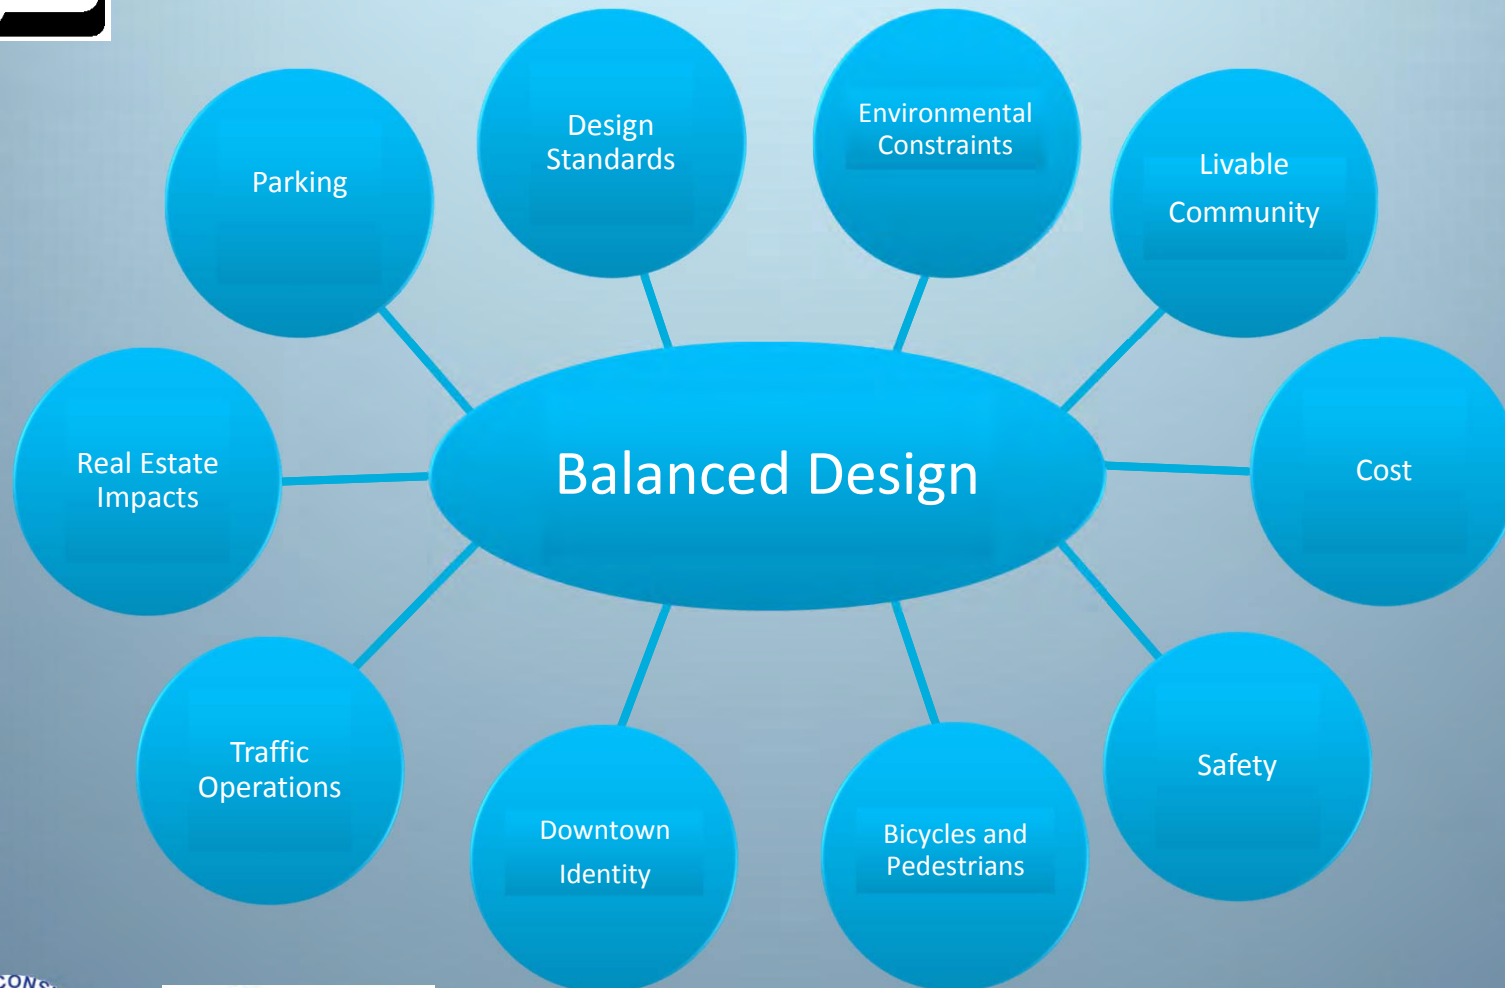 Design
Standards
Environmental
Constraints
Livable
Community
Parking
Balanced Design
Cost
Real Estate
Impacts
Safety
Traffic
Operations
Downtown
Identity
Bicycles and
Pedestrians